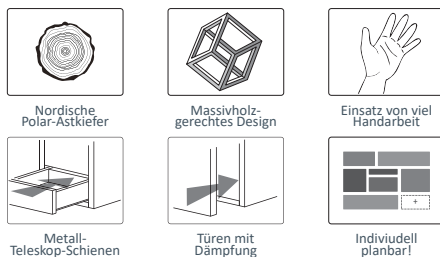 Nordische
Polar-Astkiefer
Massivholz-
gerechtes Design
Einsatz von viel
Handarbeit
Metall-
Teleskop-Schienen
Türen mit
Dämpfung
+
Indiviudell
planbar!